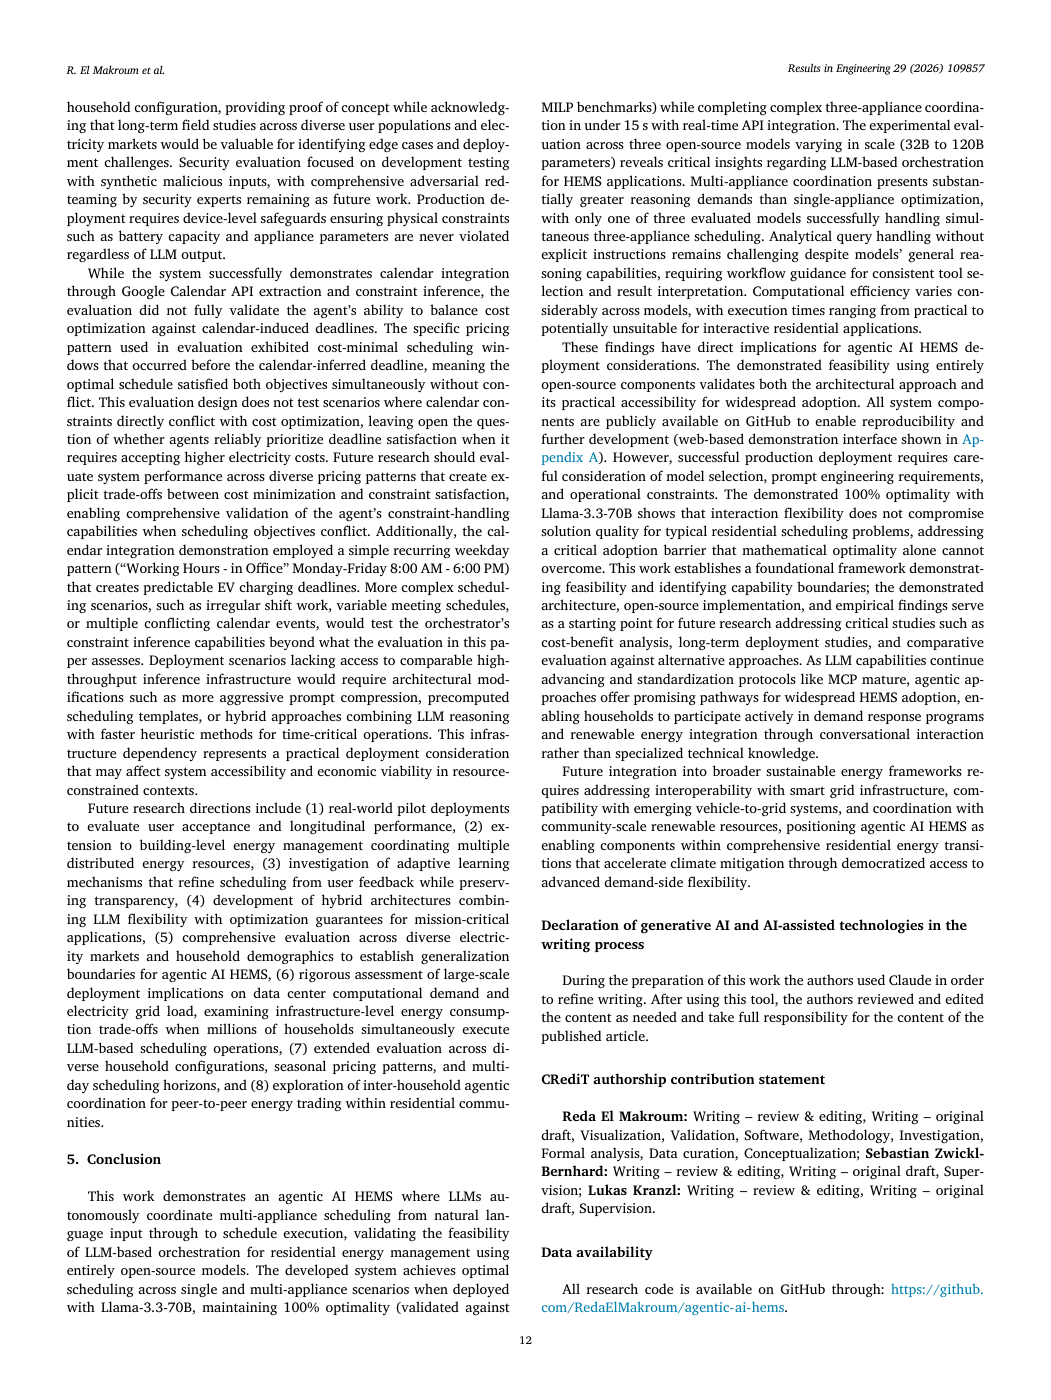 R. El Makroum et al.
Results in Engineering 29 (2026) 109857
household configuration, providing proof of concept while acknowledg-
ing that long-term field studies across diverse user populations and elec-
tricity markets would be valuable for identifying edge cases and deploy-
ment challenges. Security evaluation focused on development testing
with synthetic malicious inputs, with comprehensive adversarial red-
teaming by security experts remaining as future work. Production de-
ployment requires device-level safeguards ensuring physical constraints
such as battery capacity and appliance parameters are never violated
regardless of LLM output.
While the system successfully demonstrates calendar integration
through Google Calendar API extraction and constraint inference, the
evaluation did not fully validate the agent's ability to balance cost
optimization against calendar-induced deadlines. The specific pricing
pattern used in evaluation exhibited cost-minimal scheduling win-
dows that occurred before the calendar-inferred deadline, meaning the
optimal schedule satisfied both objectives simultaneously without con-
flict. This evaluation design does not test scenarios where calendar con-
straints directly conflict with cost optimization, leaving open the ques-
tion of whether agents reliably prioritize deadline satisfaction when it
requires accepting higher electricity costs. Future research should eval-
uate system performance across diverse pricing patterns that create ex-
plicit trade-offs between cost minimization and constraint satisfaction,
enabling comprehensive validation of the agent's constraint-handling
capabilities when scheduling objectives conflict. Additionally, the cal-
endar integration demonstration employed a simple recurring weekday
pattern ("Working Hours - in Office" Monday-Friday 8:00 AM - 6:00 PM)
that creates predictable EV charging deadlines. More complex schedul-
ing scenarios, such as irregular shift work, variable meeting schedules,
or multiple conflicting calendar events, would test the orchestrator's
constraint inference capabilities beyond what the evaluation in this pa-
per assesses. Deployment scenarios lacking access to comparable high-
throughput inference infrastructure would require architectural mod-
ifications such as more aggressive prompt compression, precomputed
scheduling templates, or hybrid approaches combining LLM reasoning
with faster heuristic methods for time-critical operations. This infras-
tructure dependency represents a practical deployment consideration
that may affect system accessibility and economic viability in resource-
constrained contexts.
Future research directions include (1) real-world pilot deployments
to evaluate user acceptance and longitudinal performance, (2) ex-
tension to building-level energy management coordinating multiple
distributed energy resources, (3) investigation of adaptive learning
mechanisms that refine scheduling from user feedback while preserv-
ing transparency, (4) development of hybrid architectures combin-
ing LLM flexibility with optimization guarantees for mission-critical
applications, (5) comprehensive evaluation across diverse electric-
ity markets and household demographics to establish generalization
boundaries for agentic AI HEMS, (6) rigorous assessment of large-scale
deployment implications on data center computational demand and
electricity grid load, examining infrastructure-level energy consump-
tion trade-offs when millions of households simultaneously execute
LLM-based scheduling operations, (7) extended evaluation across di-
verse household configurations, seasonal pricing patterns, and multi-
day scheduling horizons, and (8) exploration of inter-household agentic
coordination for peer-to-peer energy trading within residential commu-
nities.
5. Conclusion
This work demonstrates an agentic AI HEMS where LLMs au-
tonomously coordinate multi-appliance scheduling from natural lan-
guage input through to schedule execution, validating the feasibility
of LLM-based orchestration for residential energy management using
entirely open-source models. The developed system achieves optimal
scheduling across single and multi-appliance scenarios when deployed
with Llama-3.3-70B, maintaining 100% optimality (validated against
MILP benchmarks) while completing complex three-appliance coordina-
tion in under 15 s with real-time API integration. The experimental eval-
uation across three open-source models varying in scale (32B to 120B
parameters) reveals critical insights regarding LLM-based orchestration
for HEMS applications. Multi-appliance coordination presents substan-
tially greater reasoning demands than single-appliance optimization,
with only one of three evaluated models successfully handling simul-
taneous three-appliance scheduling. Analytical query handling without
explicit instructions remains challenging despite models' general rea-
soning capabilities, requiring workflow guidance for consistent tool se-
lection and result interpretation. Computational efficiency varies con-
siderably across models, with execution times ranging from practical to
potentially unsuitable for interactive residential applications.
These findings have direct implications for agentic AI HEMS de-
ployment considerations. The demonstrated feasibility using entirely
open-source components validates both the architectural approach and
its practical accessibility for widespread adoption. All system compo-
nents are publicly available on GitHub to enable reproducibility and
further development (web-based demonstration interface shown in Ap-
pendix A). However, successful production deployment requires care-
ful consideration of model selection, prompt engineering requirements,
and operational constraints. The demonstrated 100% optimality with
Llama-3.3-70B shows that interaction flexibility does not compromise
solution quality for typical residential scheduling problems, addressing
a critical adoption barrier that mathematical optimality alone cannot
overcome. This work establishes a foundational framework demonstrat-
ing feasibility and identifying capability boundaries; the demonstrated
architecture, open-source implementation, and empirical findings serve
as a starting point for future research addressing critical studies such as
cost-benefit analysis, long-term deployment studies, and comparative
evaluation against alternative approaches. As LLM capabilities continue
advancing and standardization protocols like MCP mature, agentic ap-
proaches offer promising pathways for widespread HEMS adoption, en-
abling households to participate actively in demand response programs
and renewable energy integration through conversational interaction
rather than specialized technical knowledge.
Future integration into broader sustainable energy frameworks re-
quires addressing interoperability with smart grid infrastructure, com-
patibility with emerging vehicle-to-grid systems, and coordination with
community-scale renewable resources, positioning agentic AI HEMS as
enabling components within comprehensive residential energy transi-
tions that accelerate climate mitigation through democratized access to
advanced demand-side flexibility.
Declaration of generative AI and AI-assisted technologies in the
writing process
During the preparation of this work the authors used Claude in order
to refine writing. After using this tool, the authors reviewed and edited
the content as needed and take full responsibility for the content of the
published article.
CRediT authorship contribution statement
Reda El Makroum: Writing – review & editing, Writing – original
draft, Visualization, Validation, Software, Methodology, Investigation,
Formal analysis, Data curation, Conceptualization; Sebastian Zwickl-
Bernhard: Writing – review & editing, Writing – original draft, Super-
vision; Lukas Kranzl: Writing – review & editing, Writing – original
draft, Supervision.
Data availability
All research code is available on GitHub through: https://github.
com/RedaElMakroum/agentic-ai-hems.
12